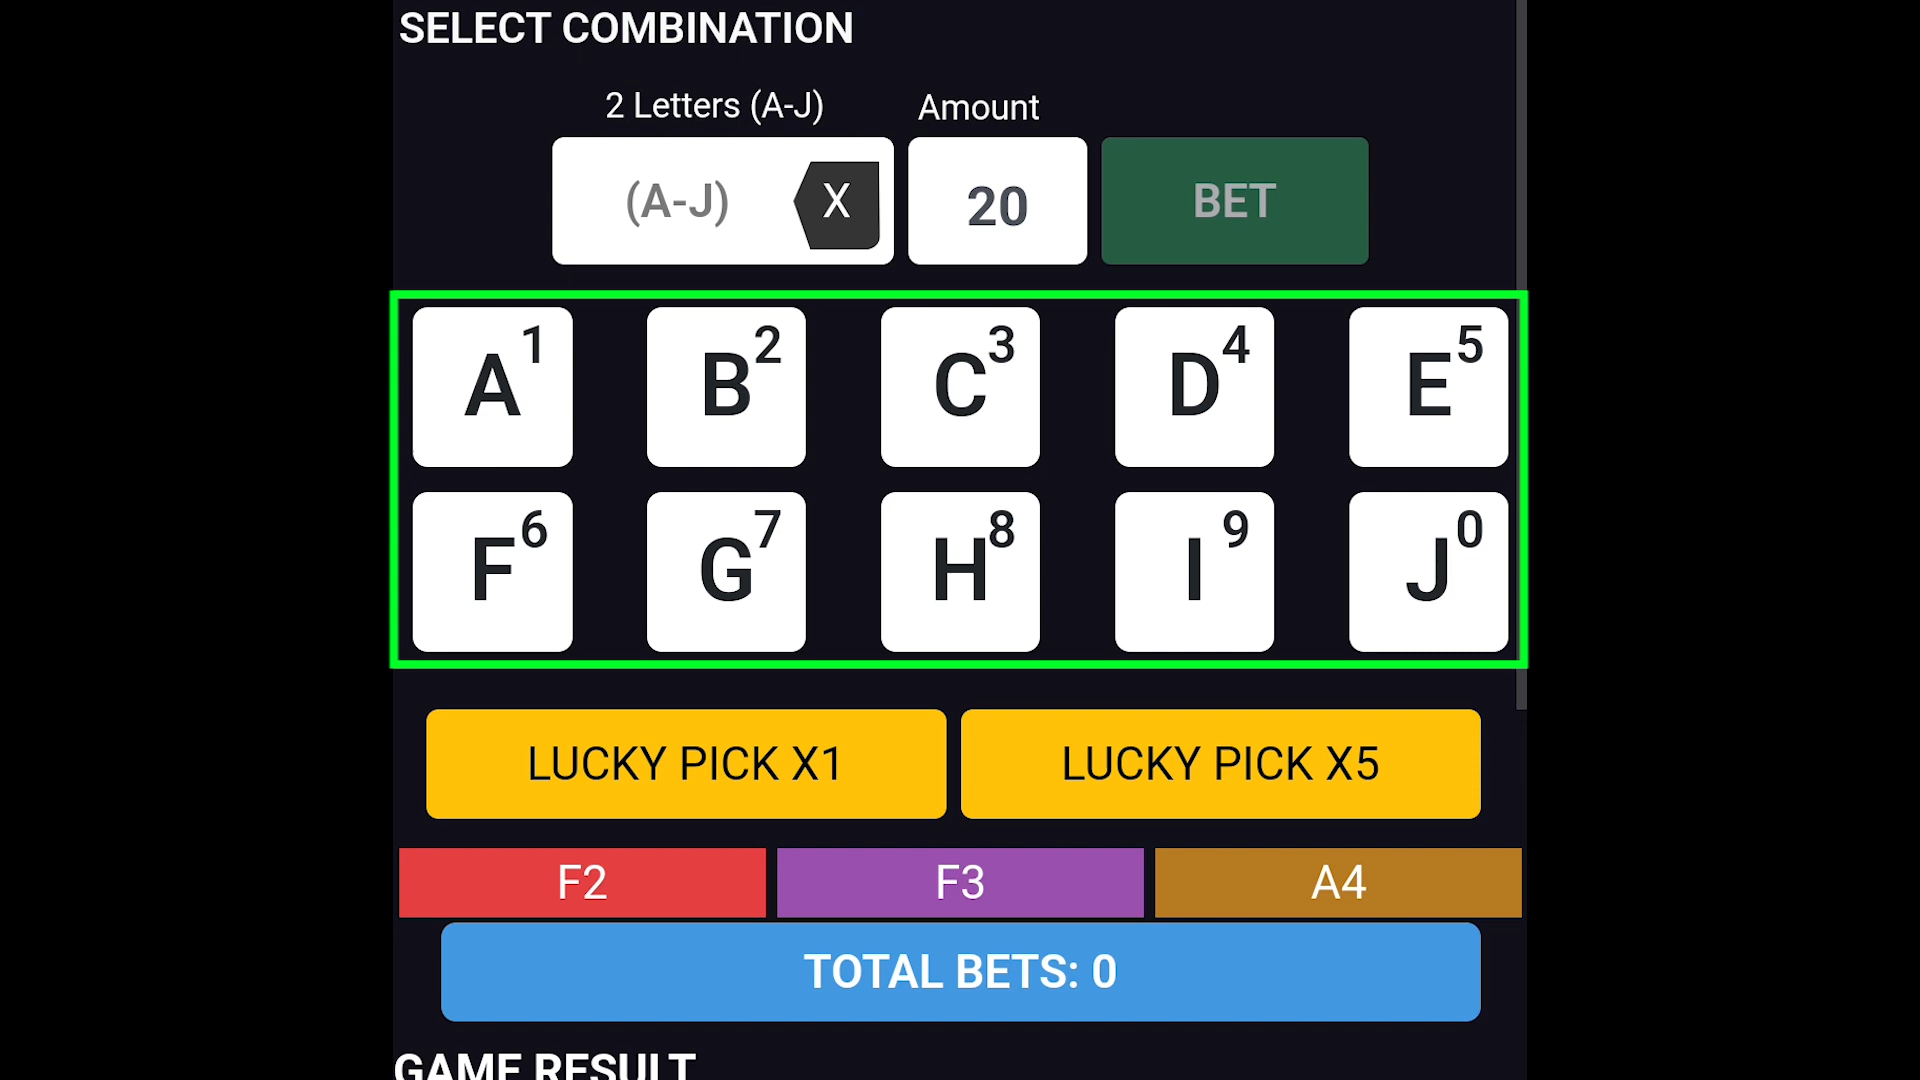 SELECT COMBINATION
2 Letters (A-J) Amount
(A-J) X 20 BET
A1 B2 C3 D4 E5
F6 G7 H8 I9 J0
LUCKY PICK X1 LUCKY PICK X5
F2 F3 A4
TOTAL BETS: 0
GAME RESULT